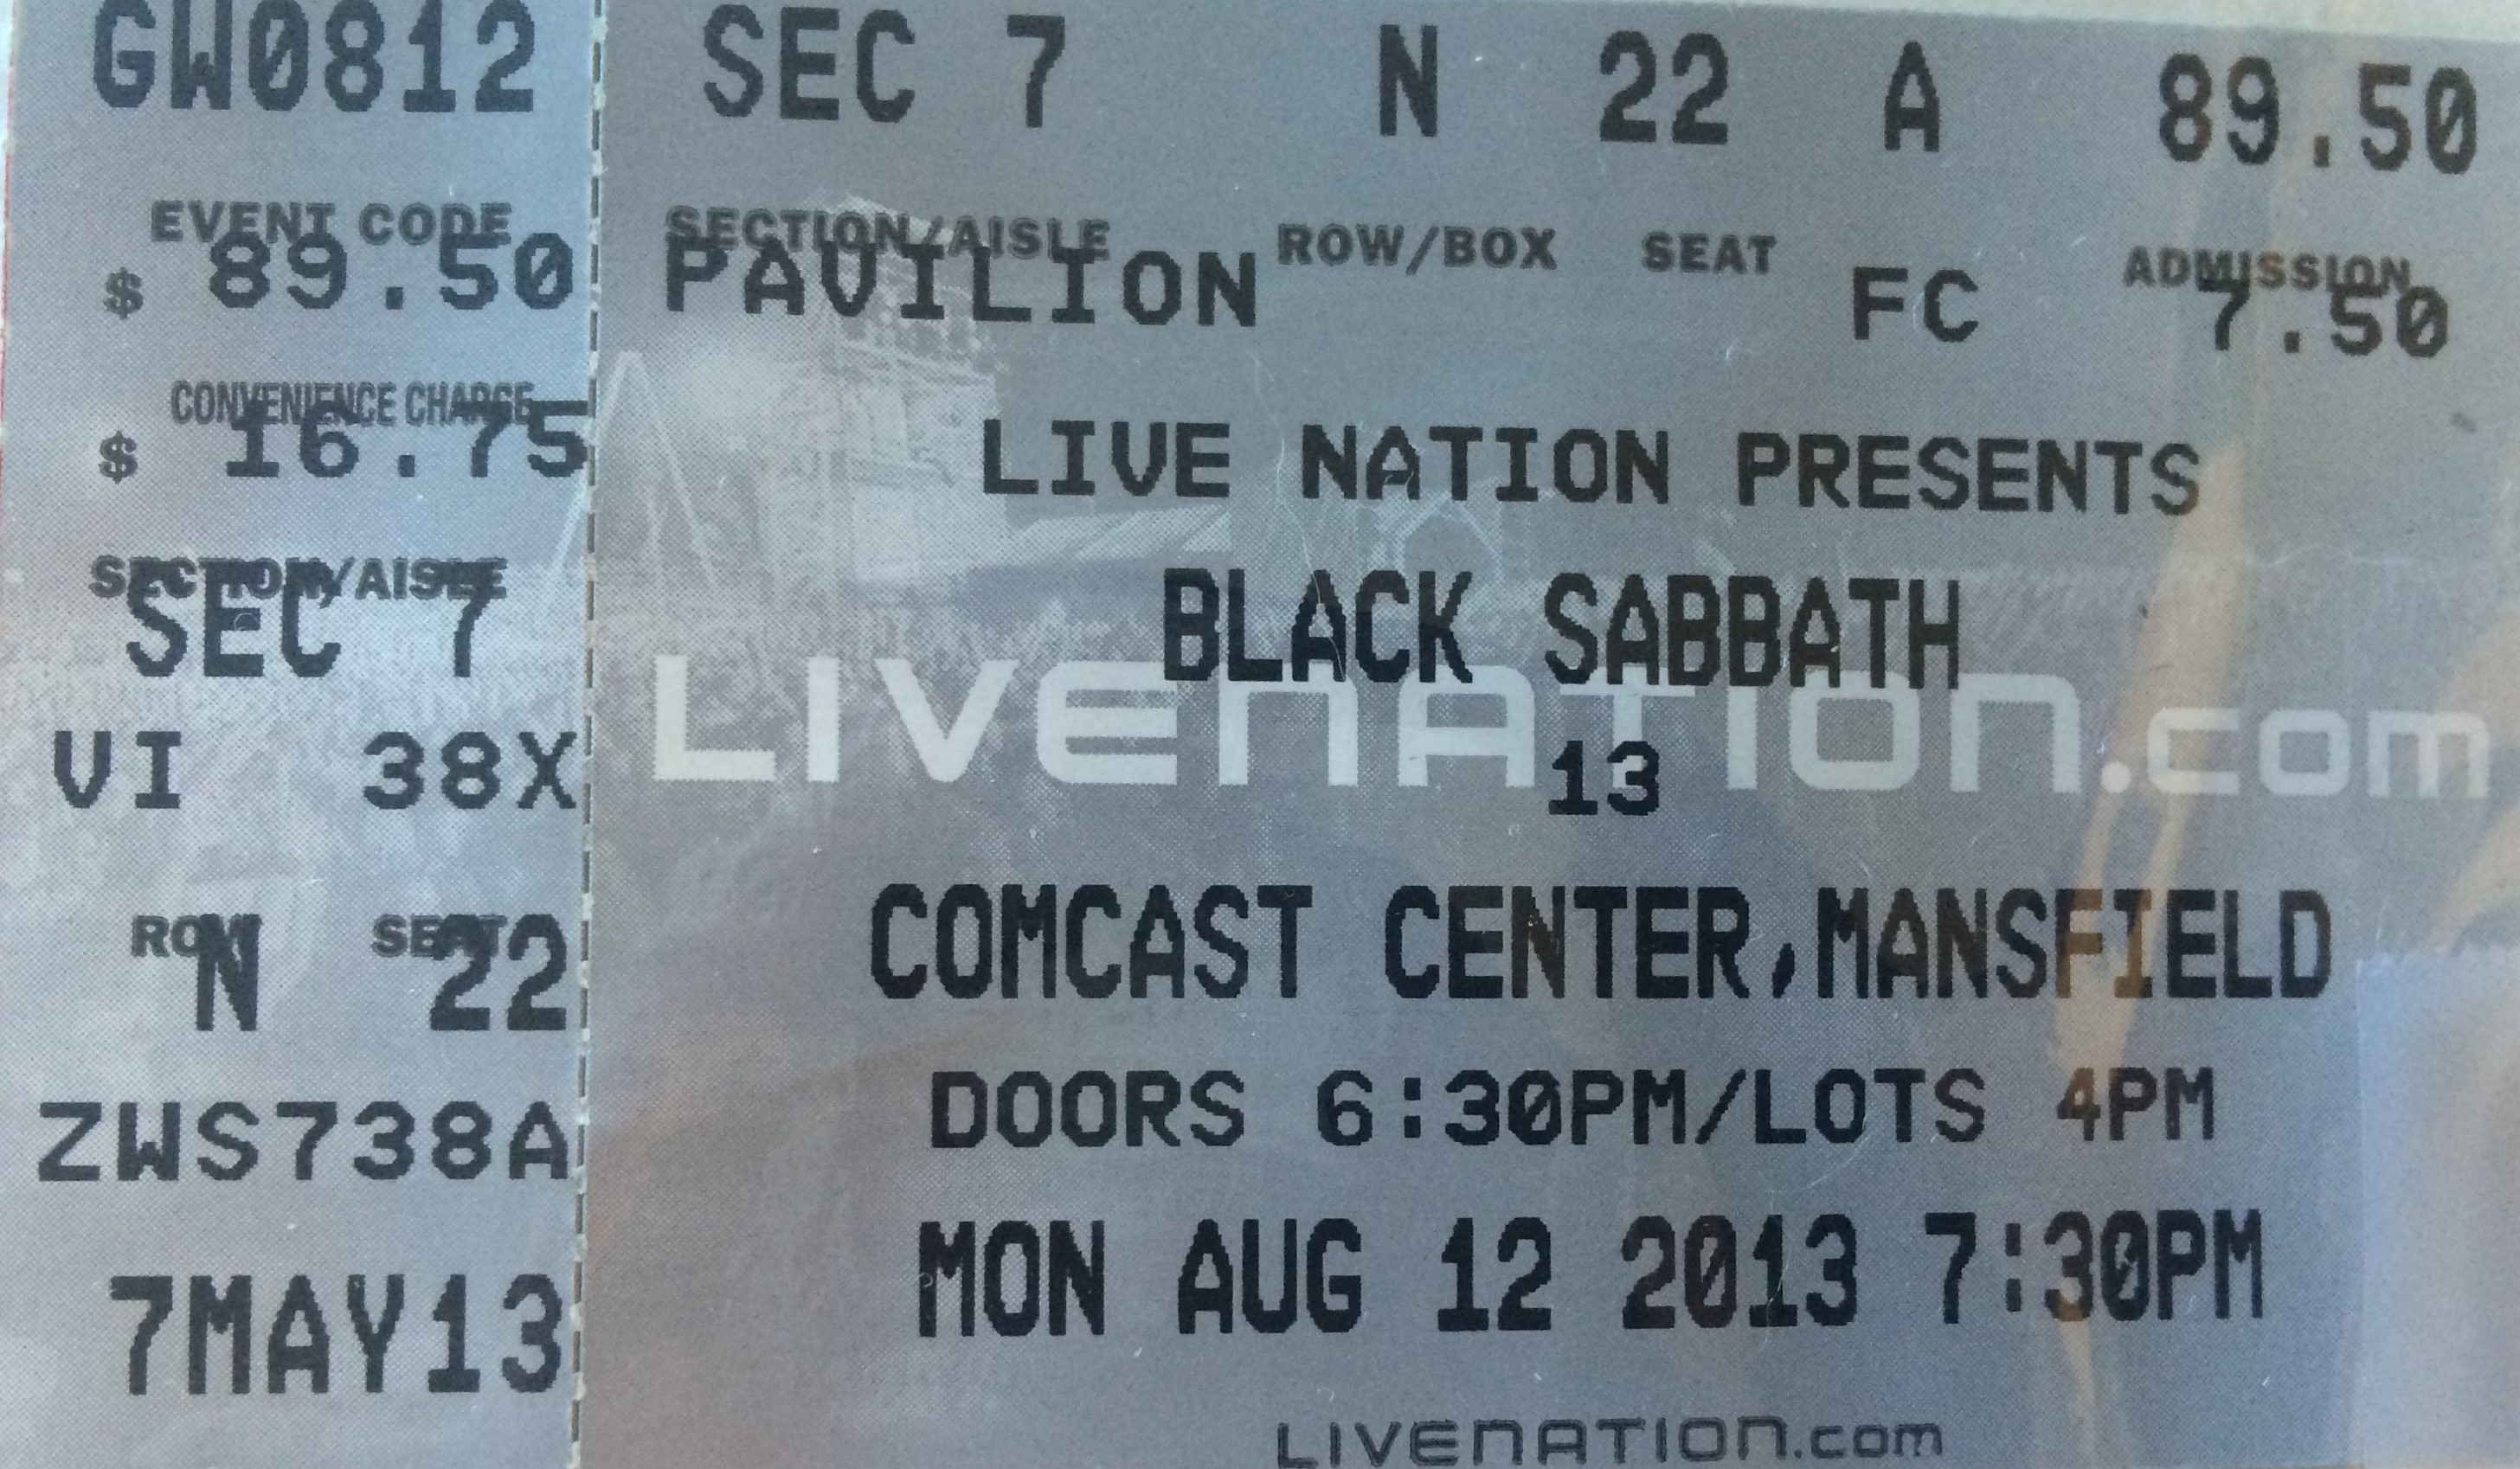 GW0812
EVENT CODE
$ 89.50
CONVENIENCE CHARGE
$ 16.75
SECTION/AISLE
SEC 7
VI 38X
ROW SEAT
N 22
ZWS738A
7MAY13
SEC 7 N 22 A 89.50
SECTION/AISLE ROW/BOX SEAT ADMISSION
PAVILION FC 7.50
LIVE NATION PRESENTS
BLACK SABBATH
LIVENATION.com
13
COMCAST CENTER,MANSFIELD
DOORS 6:30PM/LOTS 4PM
MON AUG 12 2013 7:30PM
LIVENATION.com